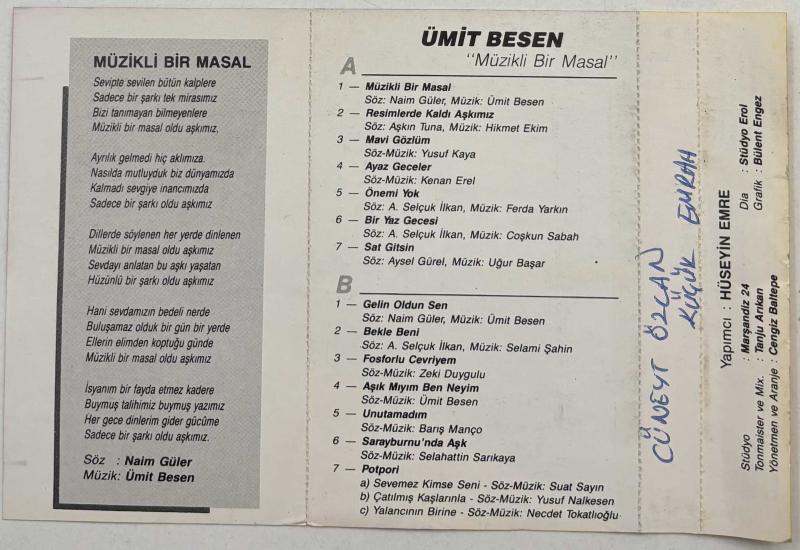 MÜZİKLİ BİR MASAL
Sevipte sevilen bütün kalplere
Sadece bir şarkı tek mirasımız
Bizi tanımayan bilmeyenlere
Müzikli bir masal oldu aşkımız,
Ayrılık gelmedi hiç aklımıza.
Nasılda mutluyduk biz dünyamızda
Kalmadı sevgiye inancımızda
Sadece bir şarkı oldu aşkımız
Dillerde söylenen her yerde dinlenen
Müzikli bir masal oldu aşkımız
Sevdayı anlatan bu aşkı yaşatan
Hüzünlü bir şarkı oldu aşkımız
Hani sevdamızın bedeli nerde
Buluşamaz olduk bir gün bir yerde
Ellerin elimden koptuğu günde
Müzikli bir masal oldu aşkımız
İsyanım bir fayda etmez kadere
Buymuş talihimiz buymuş yazımız
Her gece dinlerim gider gücüme
Sadece bir şarkı oldu aşkımız.
Söz : Naim Güler
Müzik: Ümit Besen
ÜMİT BESEN
"Müzikli Bir Masal"
A
1 — Müzikli Bir Masal
Söz: Naim Güler, Müzik: Ümit Besen
2 — Resimlerde Kaldı Aşkımız
Söz: Aşkın Tuna, Müzik: Hikmet Ekim
3 — Mavi Gözlüm
Söz-Müzik: Yusuf Kaya
4 — Ayaz Geceler
Söz-Müzik: Kenan Erel
5 — Önemi Yok
Söz: A. Selçuk İlkan, Müzik: Ferda Yarkın
6 — Bir Yaz Gecesi
Söz: A. Selçuk İlkan, Müzik: Coşkun Sabah
7 — Sat Gitsin
Söz: Aysel Gürel, Müzik: Uğur Başar
B
1 — Gelin Oldun Sen
Söz: Naim Güler, Müzik: Ümit Besen
2 — Bekle Beni
Söz: A. Selçuk İlkan, Müzik: Selami Şahin
3 — Fosforlu Cevriyem
Söz-Müzik: Zeki Duygulu
4 — Aşık Mıyım Ben Neyim
Söz-Müzik: Ümit Besen
5 — Unutamadım
Söz-Müzik: Barış Manço
6 — Sarayburnu'nda Aşk
Söz-Müzik: Selahattin Sarıkaya
7 — Potpori
a) Sevemez Kimse Seni - Söz-Müzik: Suat Sayın
b) Çatılmış Kaşlarınla - Söz-Müzik: Yusuf Nalkesen
c) Yalancının Birine - Söz-Müzik: Necdet Tokatlıoğlu
CÜNEYT ÖZCAN
KÜÇÜK EMRAH
Yapımcı : HÜSEYİN EMRE
Stüdyo : Marşandiz 24
Tonmaister ve Mix. : Tanju Arıkan
Yönetmen ve Aranje : Cengiz Baltepe
Dia : Stüdyo Erol
Grafik : Bülent Engez